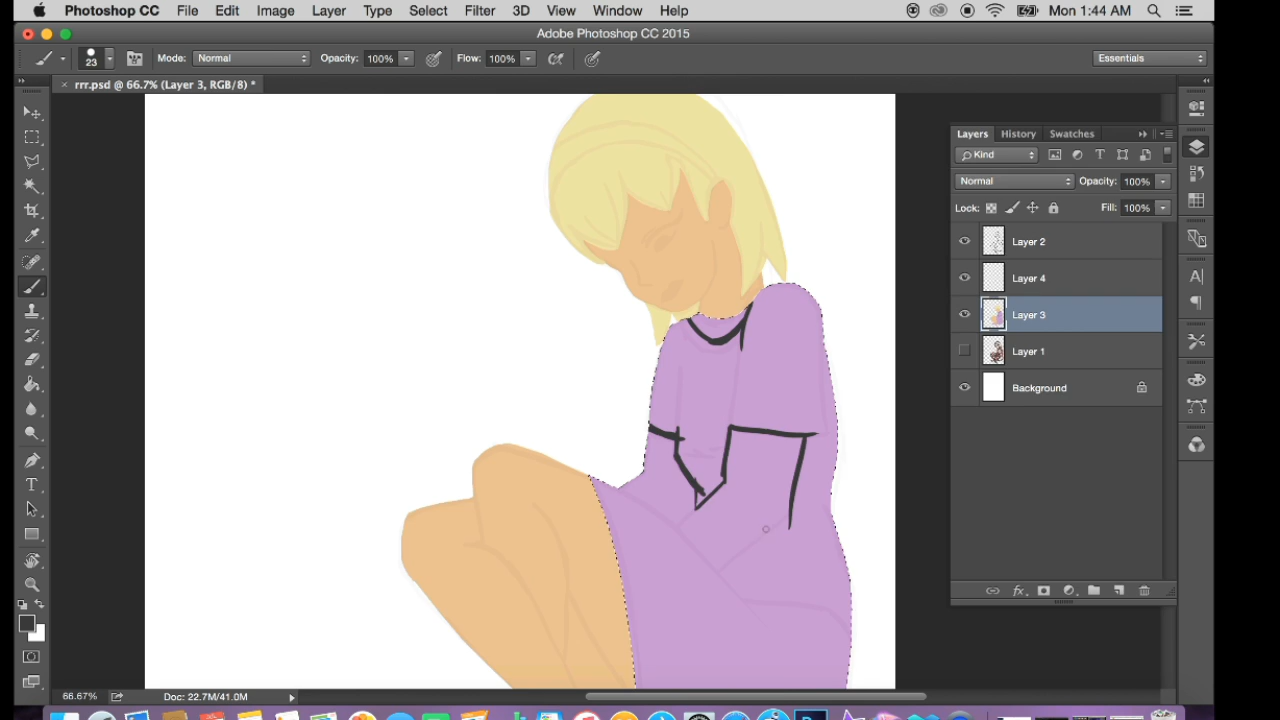 Photoshop CC File Edit Image Layer Type Select Filter 3D View Window Help Mon 1:44 AM
Adobe Photoshop CC 2015
23 Mode: Normal Opacity: 100% Flow: 100% Essentials
× rrr.psd @ 66.7% (Layer 3, RGB/8) *
Layers History Swatches
Kind
Normal Opacity: 100%
Lock: Fill: 100%
Layer 2
Layer 4
Layer 3
Layer 1
Background
66.67% Doc: 22.7M/41.0M